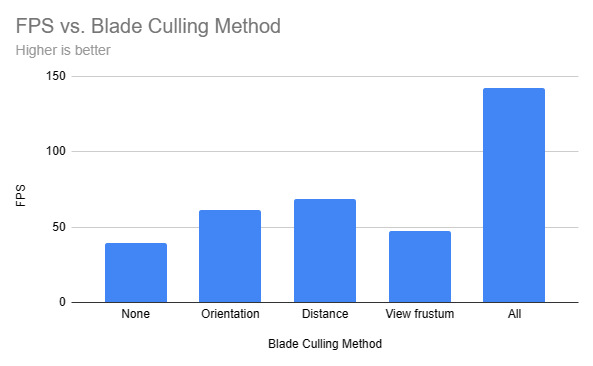 FPS vs. Blade Culling Method
Higher is better
150
100
50
0
FPS
None Orientation Distance View frustum All
Blade Culling Method